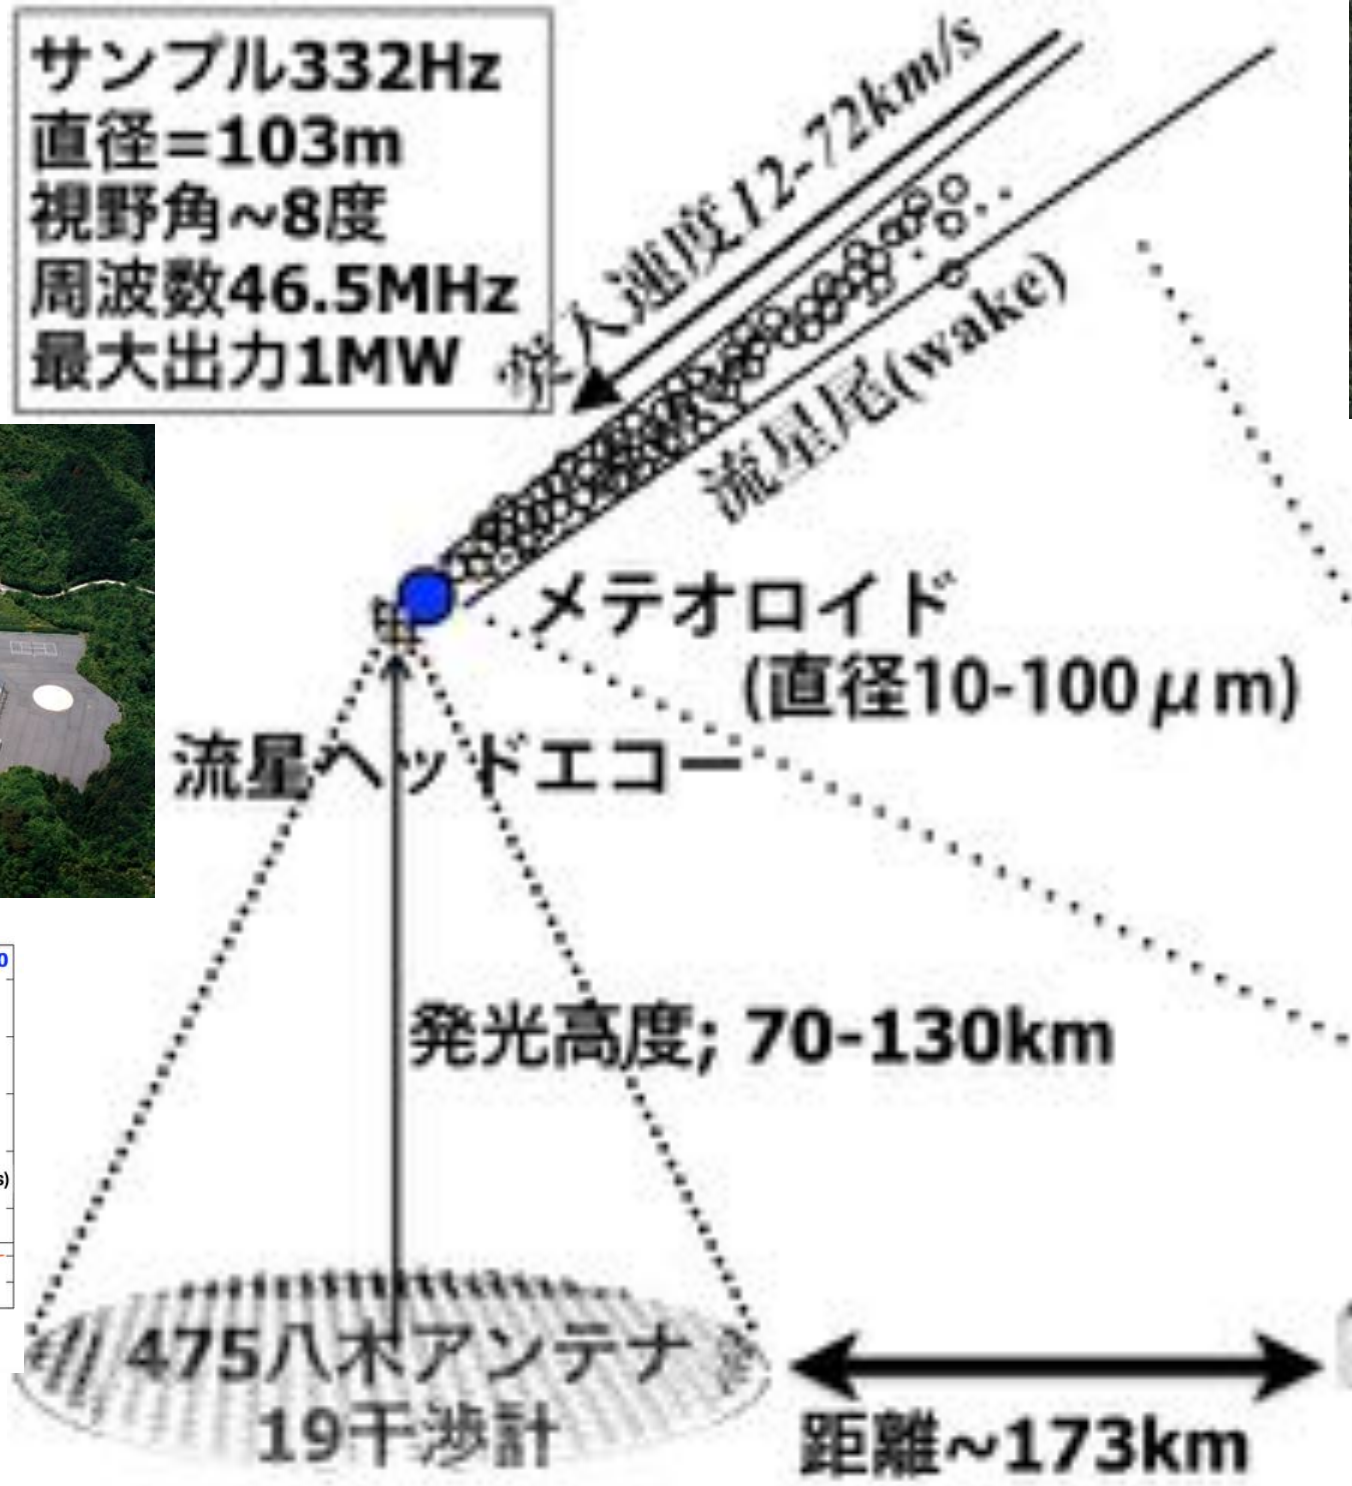 サンプル332Hz
直径=103m
視野角~8度
周波数46.5MHz
最大出力1MW
突入速度12-72km/s
流星尾(wake)
メテオロイド
(直径10-100μm)
流星ヘッドエコー
発光高度; 70-130km
0
s)
475八木アンテナ
19干渉計
距離~173km